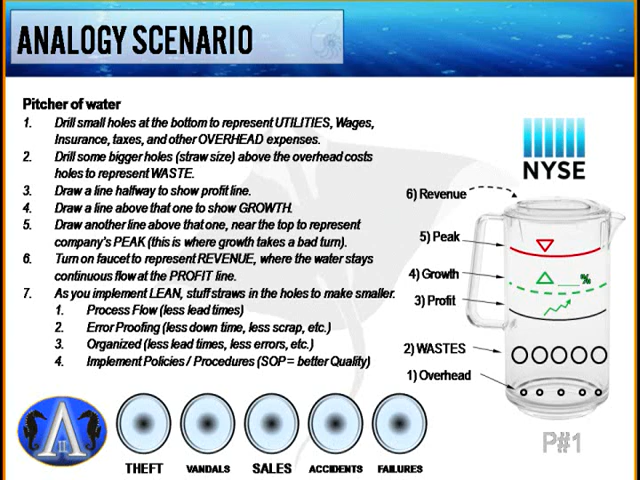 ANALOGY SCENARIO
Pitcher of water
1. Drill small holes at the bottom to represent UTILITIES, Wages,
Insurance, taxes, and other OVERHEAD expenses.
2. Drill some bigger holes (straw size) above the overhead costs
holes to represent WASTE.
3. Draw a line halfway to show profit line.
4. Draw a line above that one to show GROWTH.
5. Draw another line above that one, near the top to represent
company's PEAK (this is where growth takes a bad turn).
6. Turn on faucet to represent REVENUE, where the water stays
continuous flow at the PROFIT line.
7. As you implement LEAN, stuff straws in the holes to make smaller.
1. Process Flow (less lead times)
2. Error Proofing (less down time, less scrap, etc.)
3. Organized (less lead times, less errors, etc.)
4. Implement Policies / Procedures (SOP = better Quality)
NYSE
6) Revenue
5) Peak
4) Growth
%
3) Profit
2) WASTES
1) Overhead
P#1
II
THEFT
VANDALS
SALES
ACCIDENTS
FAILURES